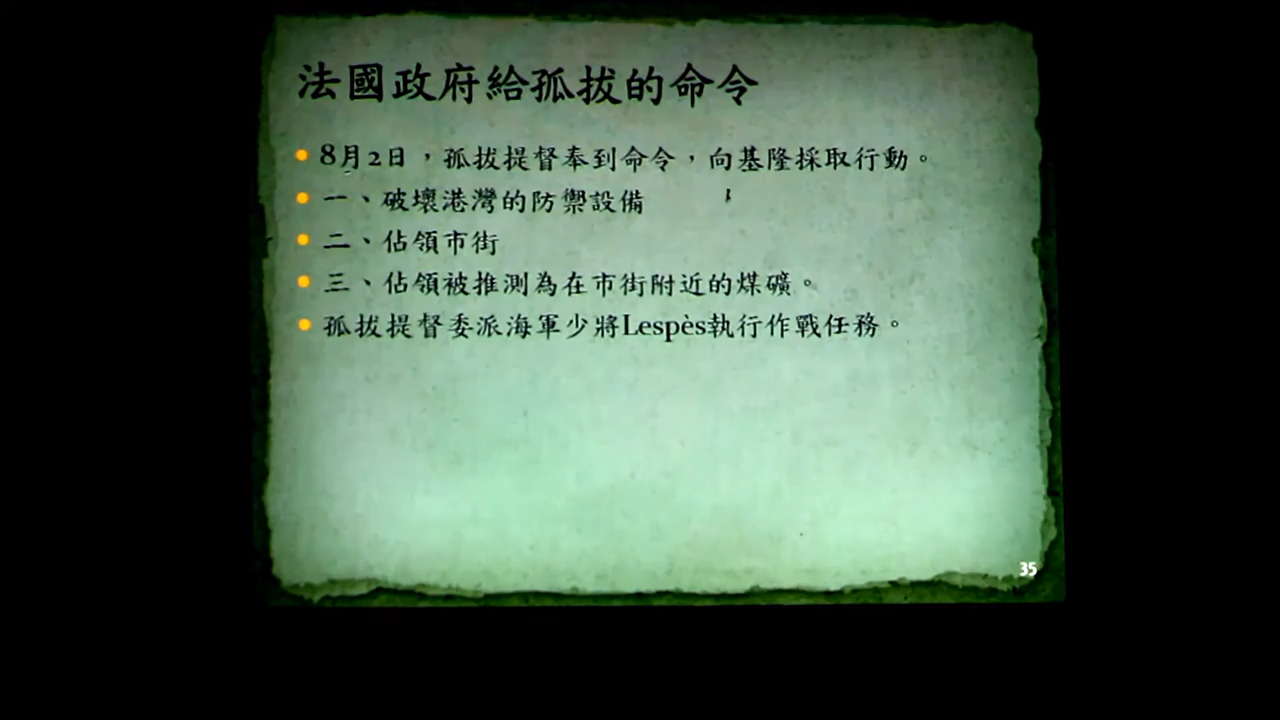 法國政府給孤拔的命令
8月2日，孤拔提督奉到命令，向基隆採取行動。
一、破壞港灣的防禦設備
二、佔領市街
三、佔領被推測為在市街附近的煤礦。
孤拔提督委派海軍少將Lespès執行作戰任務。
35